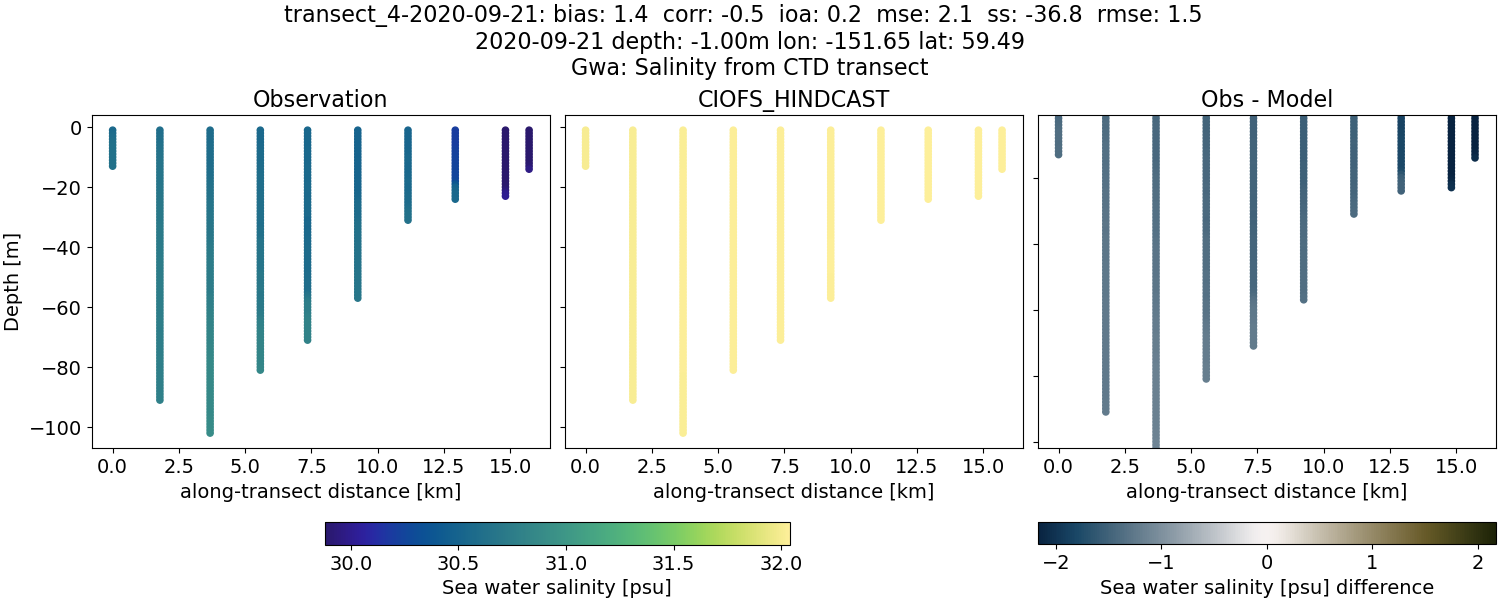 transect_4-2020-09-21: bias: 1.4  corr: -0.5  ioa: 0.2  mse: 2.1  ss: -36.8  rmse: 1.5
2020-09-21 depth: -1.00m lon: -151.65 lat: 59.49
Gwa: Salinity from CTD transect
Observation
CIOFS_HINDCAST
Obs - Model
Depth [m]
0
−20
−40
−60
−80
−100
0.0 2.5 5.0 7.5 10.0 12.5 15.0
0.0 2.5 5.0 7.5 10.0 12.5 15.0
0.0 2.5 5.0 7.5 10.0 12.5 15.0
along-transect distance [km]
along-transect distance [km]
along-transect distance [km]
30.0 30.5 31.0 31.5 32.0
Sea water salinity [psu]
−2 −1 0 1 2
Sea water salinity [psu] difference